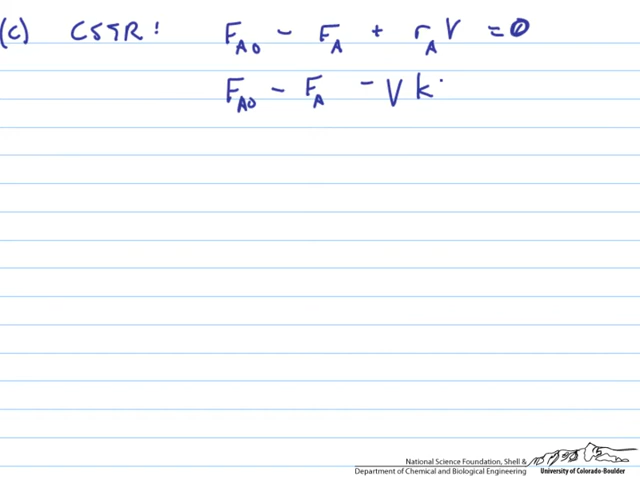 (c) CSTR: F_A0 - F_A + r_A V = 0
F_A0 - F_A - V k
National Science Foundation, Shell &
Department of Chemical and Biological Engineering
University of Colorado-Boulder